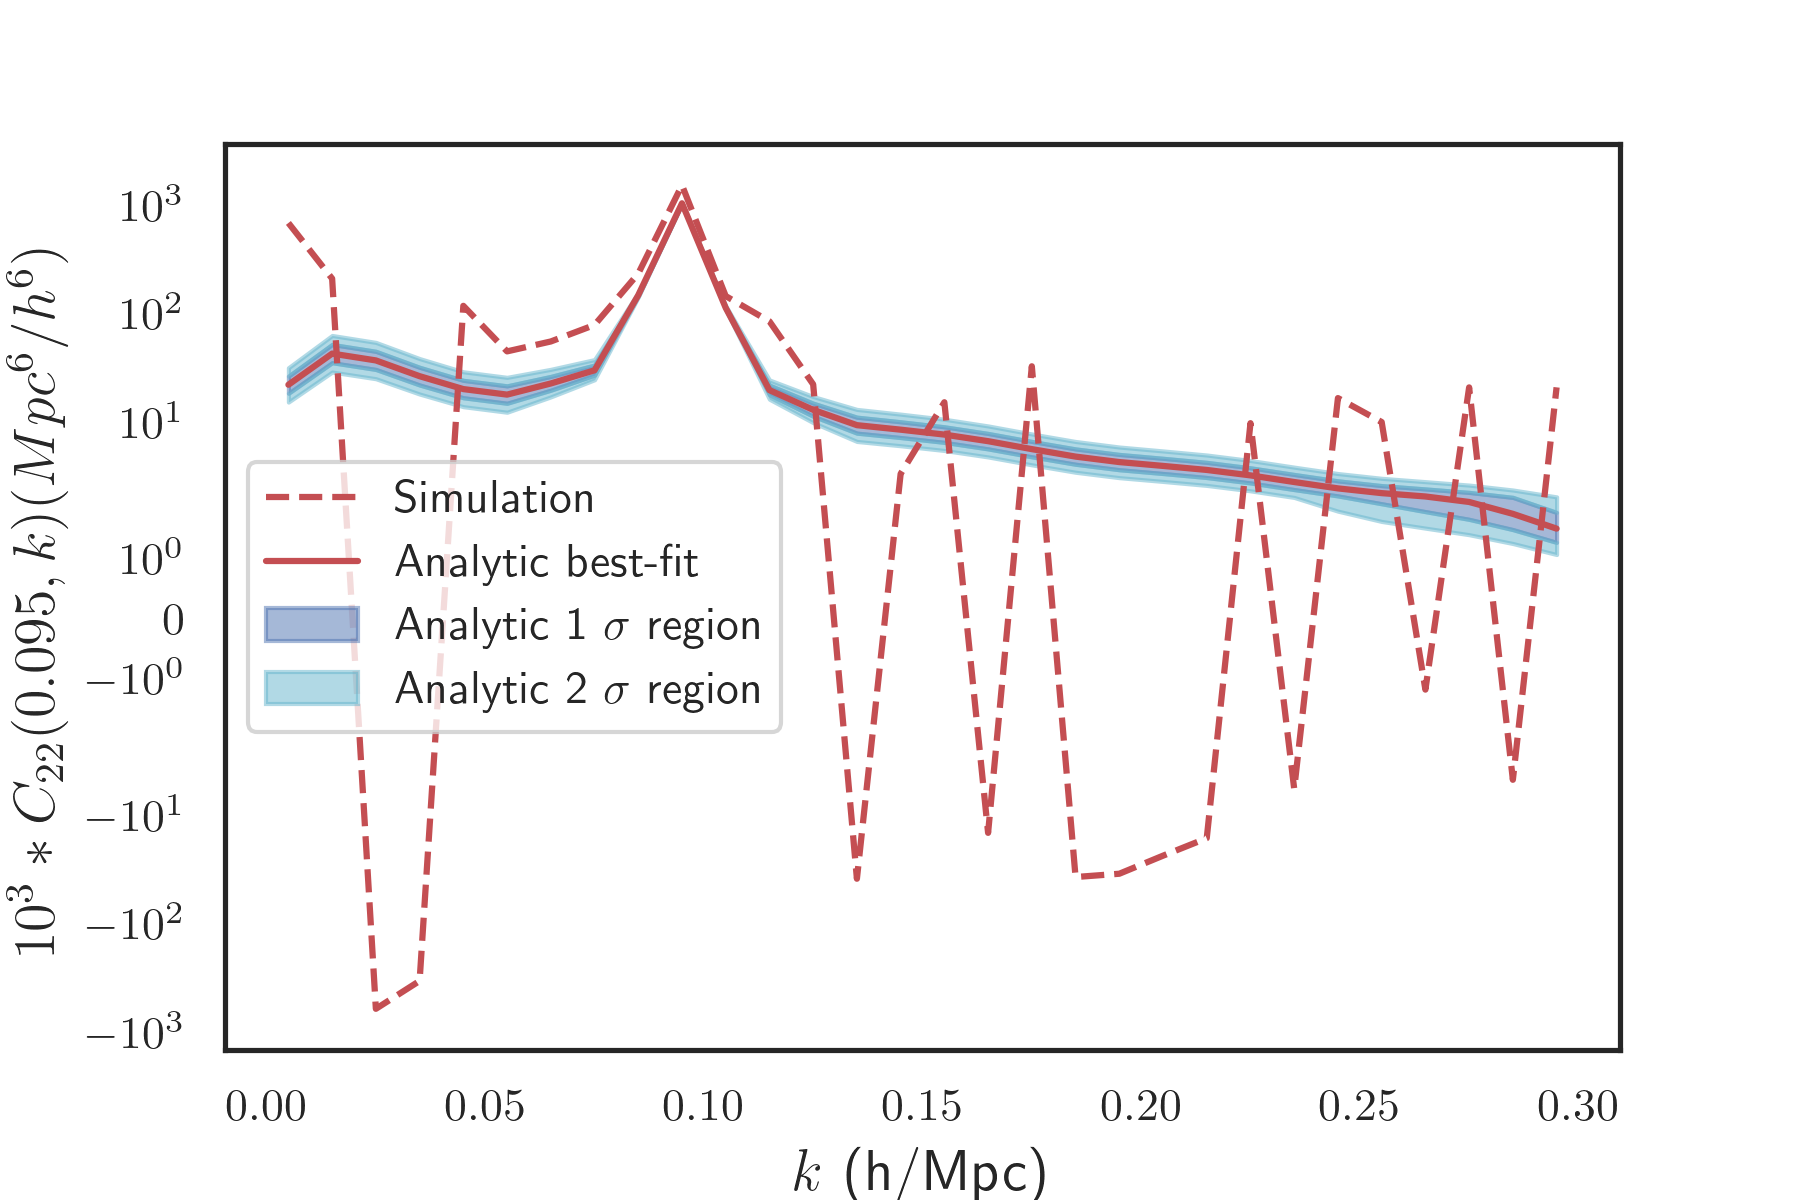 10^3 * C_{22}(0.095, k)(Mpc^6/h^6)
10^3
10^2
10^1
10^0
0
−10^0
−10^1
−10^2
−10^3
Simulation
Analytic best-fit
Analytic 1 σ region
Analytic 2 σ region
0.00 0.05 0.10 0.15 0.20 0.25 0.30
k (h/Mpc)